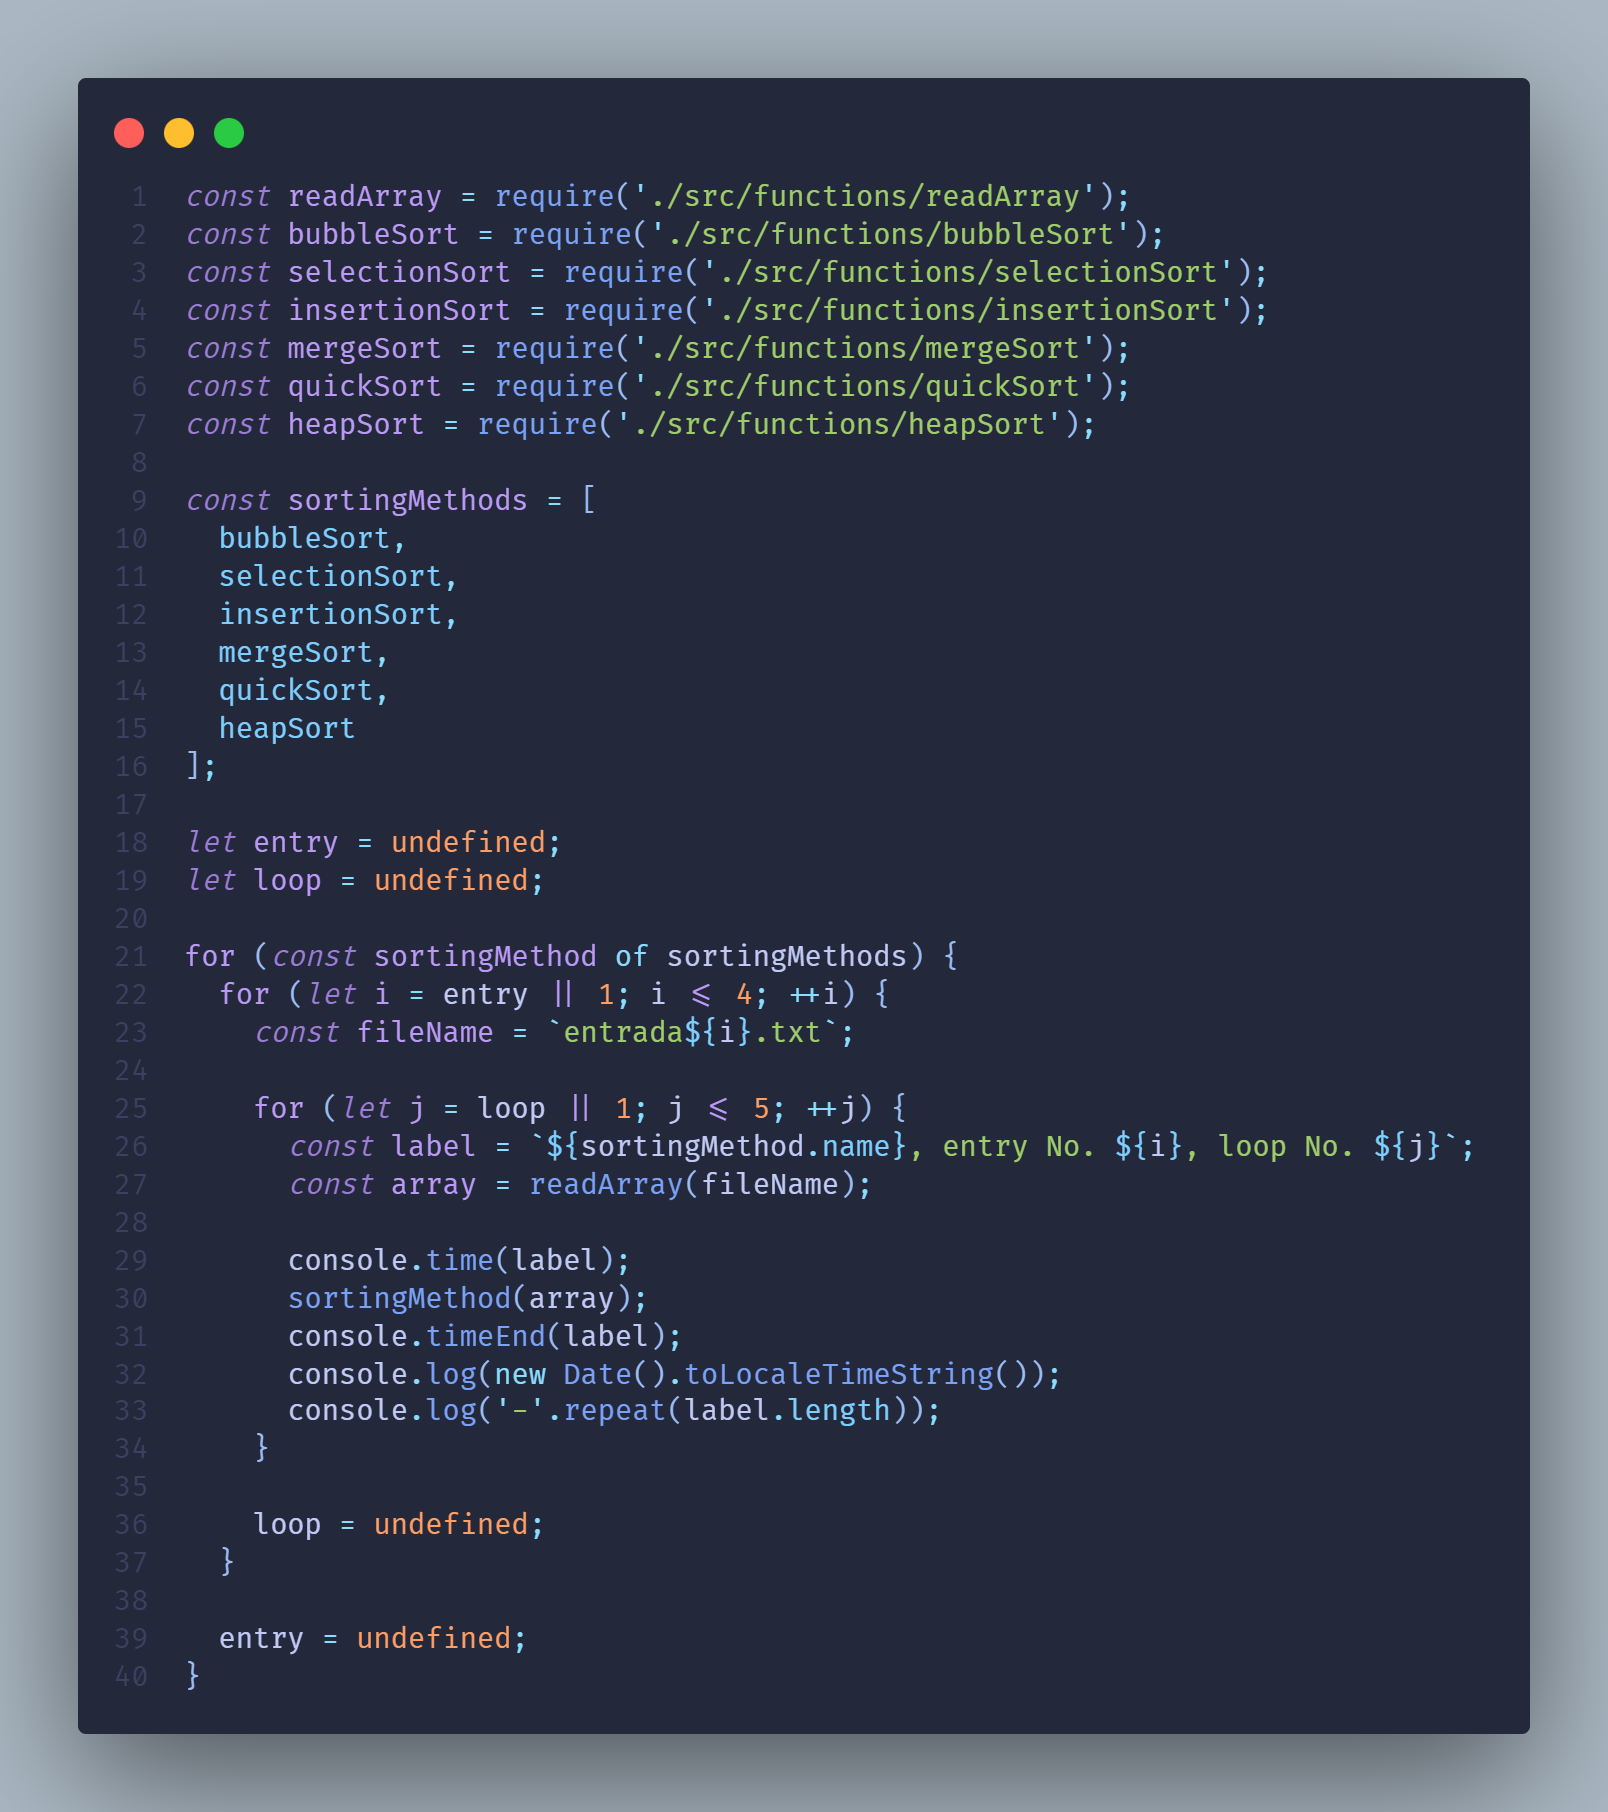 1 const readArray = require('./src/functions/readArray');
2 const bubbleSort = require('./src/functions/bubbleSort');
3 const selectionSort = require('./src/functions/selectionSort');
4 const insertionSort = require('./src/functions/insertionSort');
5 const mergeSort = require('./src/functions/mergeSort');
6 const quickSort = require('./src/functions/quickSort');
7 const heapSort = require('./src/functions/heapSort');
8
9 const sortingMethods = [
10   bubbleSort,
11   selectionSort,
12   insertionSort,
13   mergeSort,
14   quickSort,
15   heapSort
16 ];
17
18 let entry = undefined;
19 let loop = undefined;
20
21 for (const sortingMethod of sortingMethods) {
22   for (let i = entry || 1; i <= 4; ++i) {
23     const fileName = `entrada${i}.txt`;
24
25     for (let j = loop || 1; j <= 5; ++j) {
26       const label = `${sortingMethod.name}, entry No. ${i}, loop No. ${j}`;
27       const array = readArray(fileName);
28
29       console.time(label);
30       sortingMethod(array);
31       console.timeEnd(label);
32       console.log(new Date().toLocaleTimeString());
33       console.log('-'.repeat(label.length));
34     }
35
36     loop = undefined;
37   }
38
39   entry = undefined;
40 }